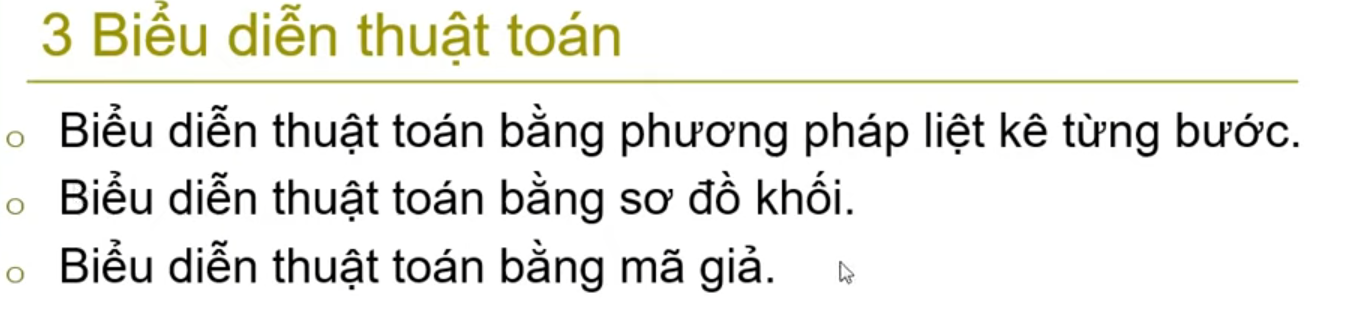 3 Biểu diễn thuật toán
o Biểu diễn thuật toán bằng phương pháp liệt kê từng bước.
o Biểu diễn thuật toán bằng sơ đồ khối.
o Biểu diễn thuật toán bằng mã giả.